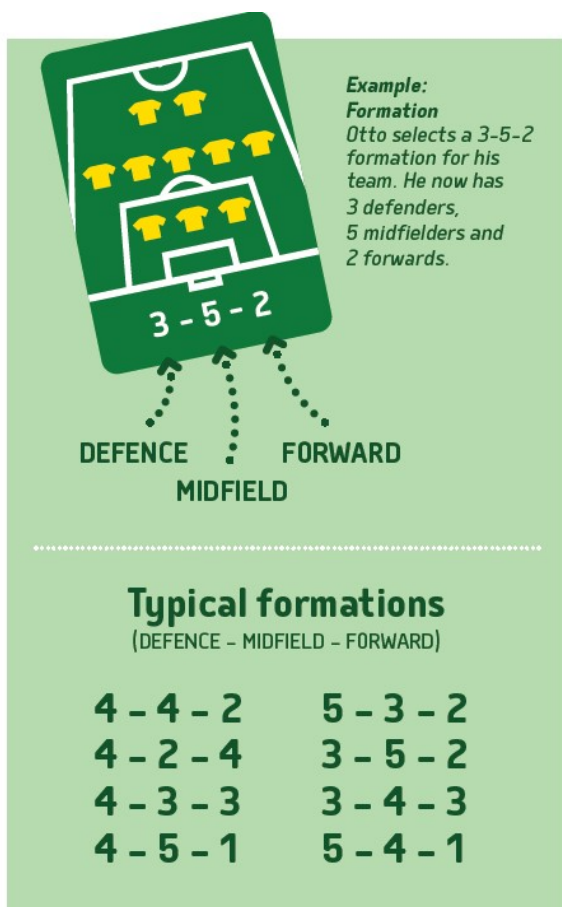 Example:
Formation
Otto selects a 3-5-2
formation for his
team. He now has
3 defenders,
5 midfielders and
2 forwards.
3 - 5 - 2
DEFENCE
FORWARD
MIDFIELD
Typical formations
(DEFENCE – MIDFIELD – FORWARD)
4 – 4 – 2
4 – 2 – 4
4 – 3 – 3
4 – 5 – 1
5 – 3 – 2
3 – 5 – 2
3 – 4 – 3
5 – 4 – 1